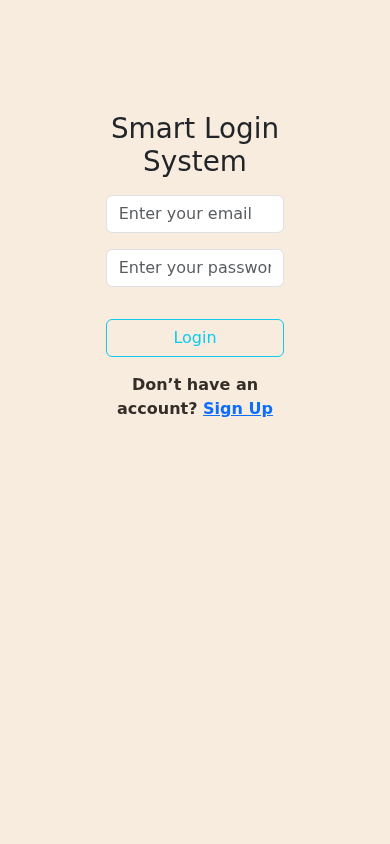 Smart Login
System
Enter your email
Enter your passwor
Login
Don’t have an
account? Sign Up